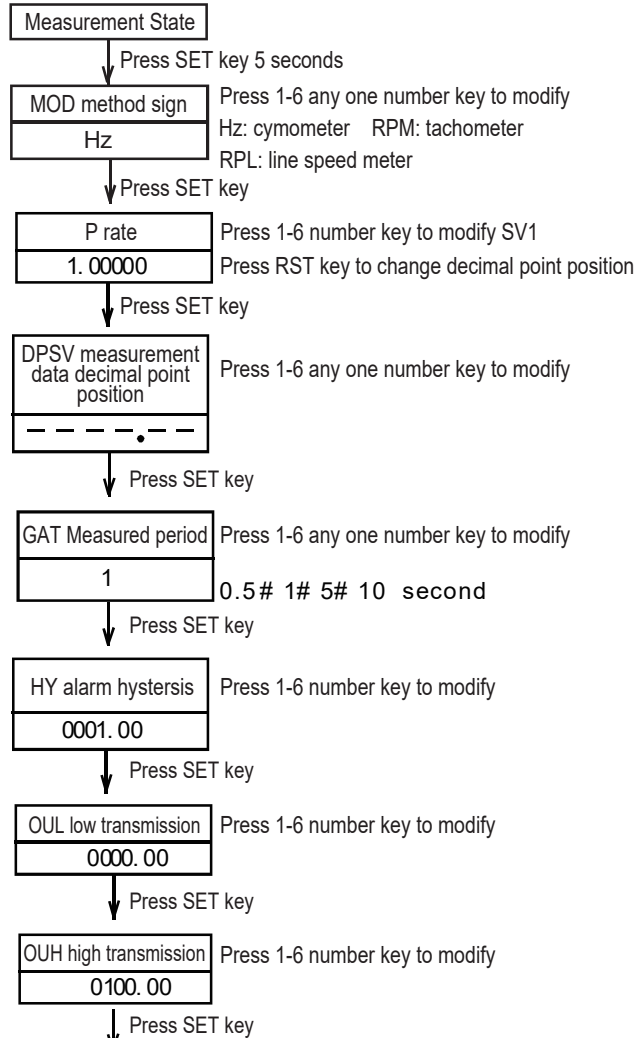 Measurement State
Press SET key 5 seconds
MOD method sign
Press 1-6 any one number key to modify
Hz
Hz: cymometer RPM: tachometer
RPL: line speed meter
Press SET key
P rate
Press 1-6 number key to modify SV1
1.00000
Press RST key to change decimal point position
Press SET key
DPSV measurement
data decimal point
position
Press 1-6 any one number key to modify
_ _ _ _._ _
Press SET key
GAT Measured period
Press 1-6 any one number key to modify
1
0.5# 1# 5# 10 second
Press SET key
HY alarm hystersis
Press 1-6 number key to modify
0001.00
Press SET key
OUL low transmission
Press 1-6 number key to modify
0000.00
Press SET key
OUH high transmission
Press 1-6 number key to modify
0100.00
Press SET key